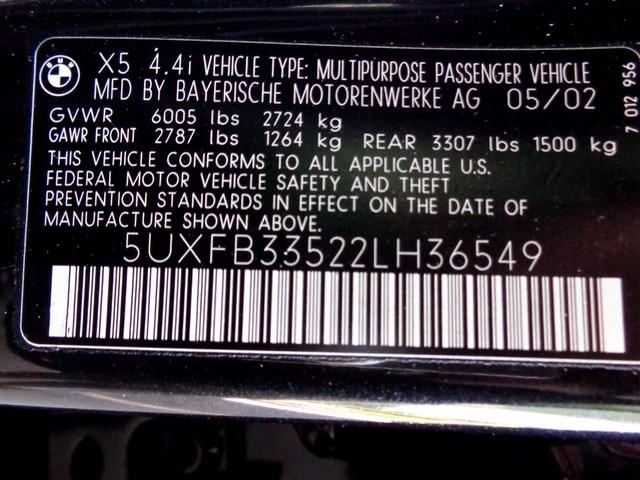 X5 4.4i VEHICLE TYPE: MULTIPURPOSE PASSENGER VEHICLE
MFD BY BAYERISCHE MOTORENWERKE AG 05/02
GVWR 6005 lbs 2724 kg
GAWR FRONT 2787 lbs 1264 kg REAR 3307 lbs 1500 kg
THIS VEHICLE CONFORMS TO ALL APPLICABLE U.S.
FEDERAL MOTOR VEHICLE SAFETY AND THEFT
PREVENTION STANDARDS IN EFFECT ON THE DATE OF
MANUFACTURE SHOWN ABOVE.
5UXFB33522LH36549
7 012 956